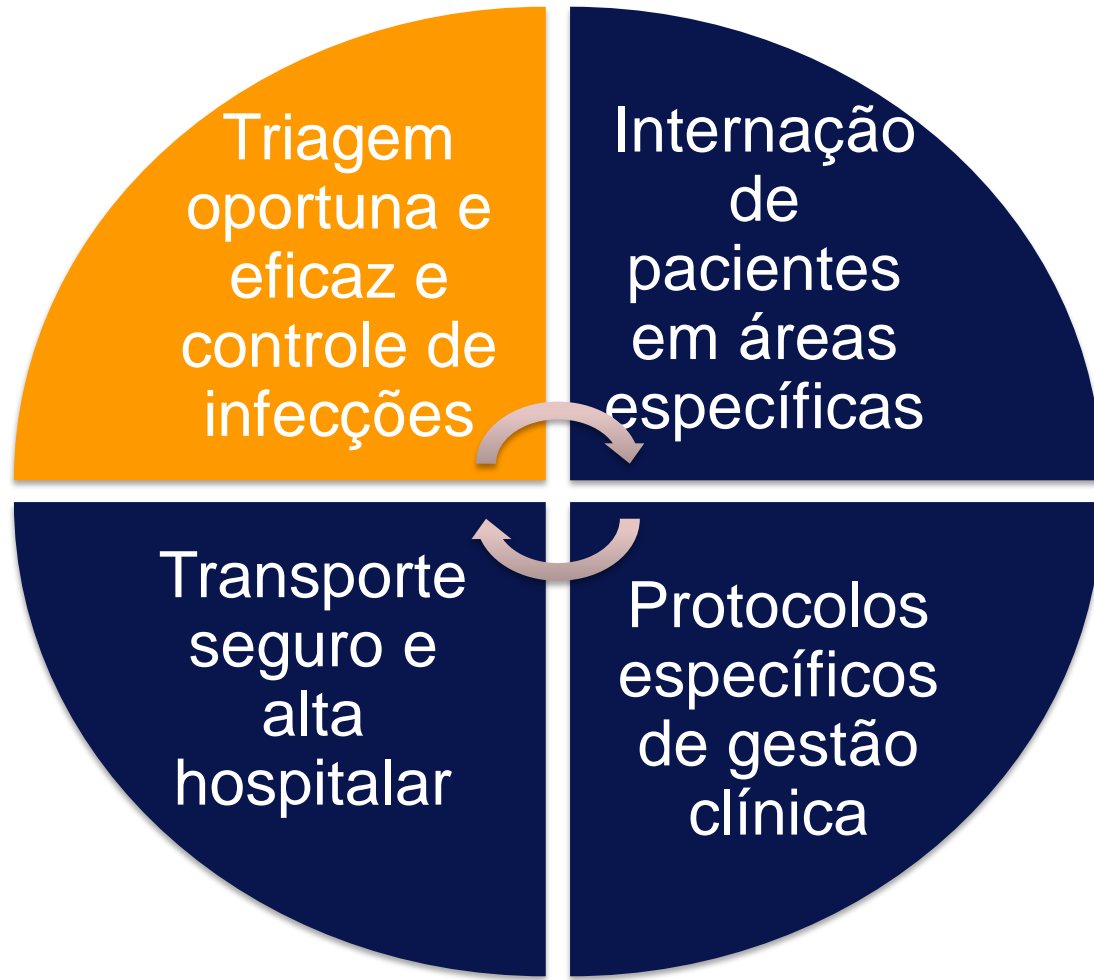 Triagem
oportuna e
eficaz e
controle de
infecções
Internação
de
pacientes
em áreas
específicas
Transporte
seguro e
alta
hospitalar
Protocolos
específicos
de gestão
clínica